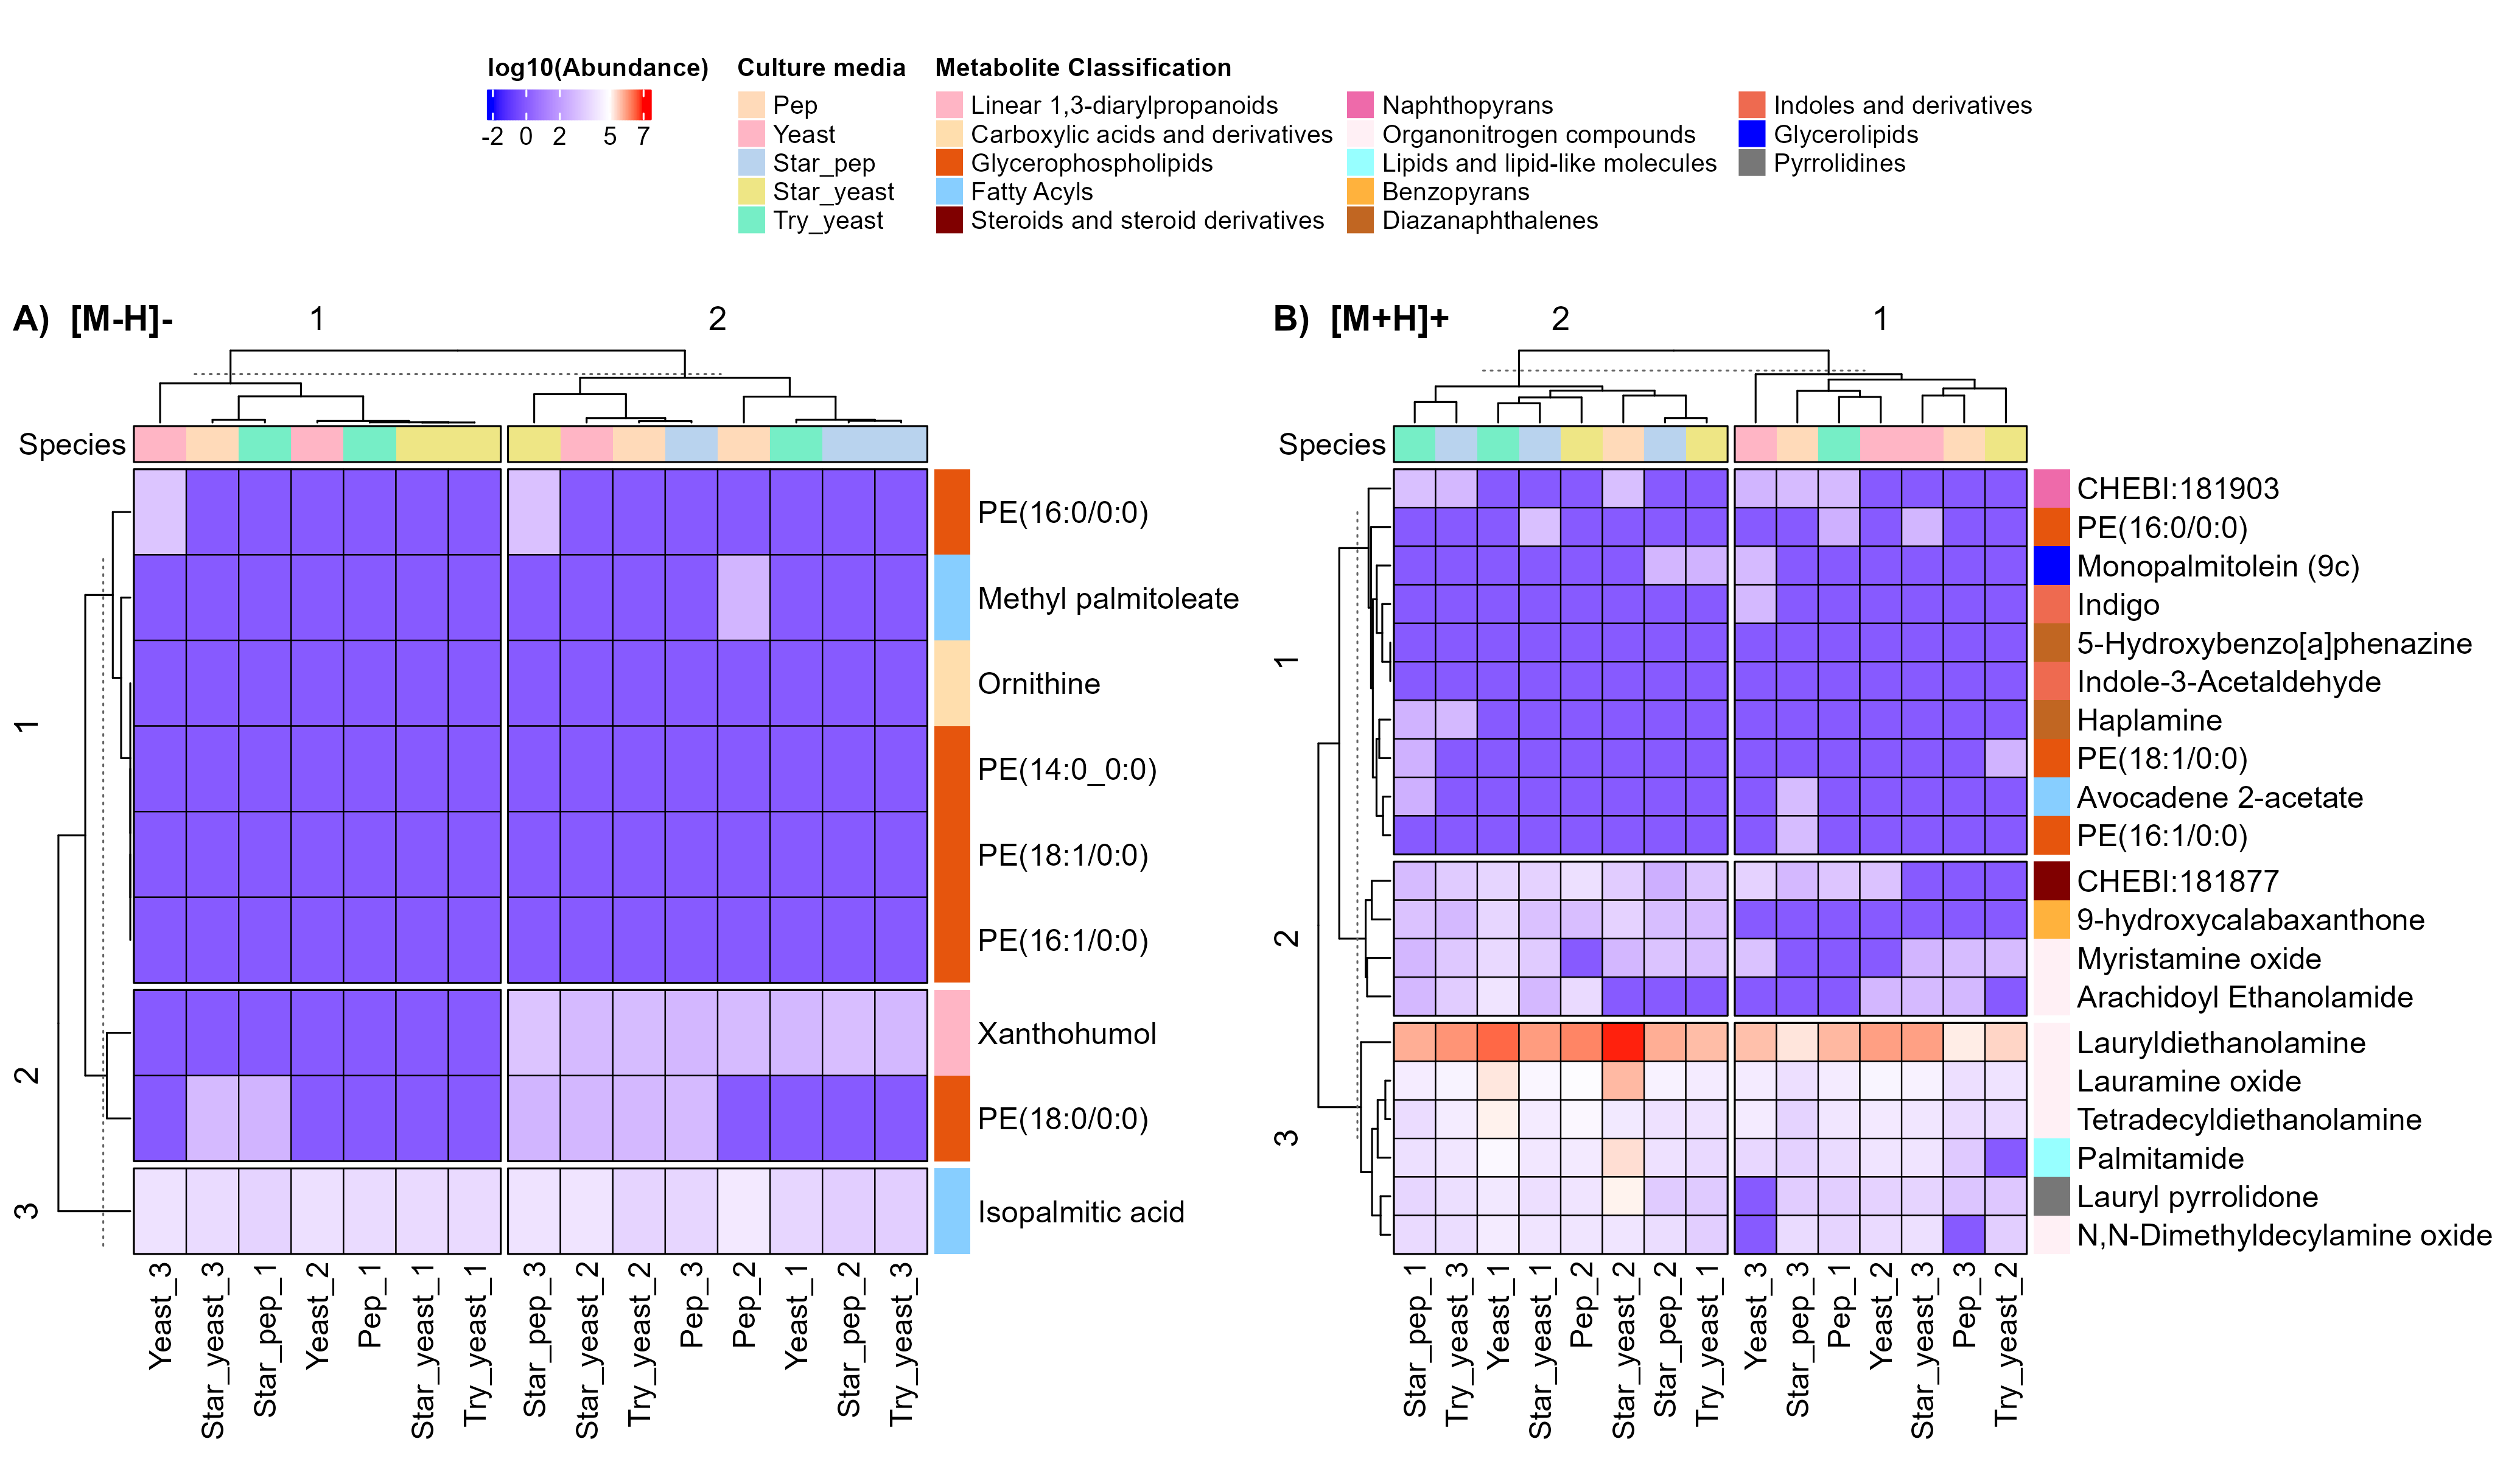 log10(Abundance)
-2 0 2 5 7
Culture media
Pep
Yeast
Star_pep
Star_yeast
Try_yeast
Metabolite Classification
Linear 1,3-diarylpropanoids
Carboxylic acids and derivatives
Glycerophospholipids
Fatty Acyls
Steroids and steroid derivatives
Naphthopyrans
Organonitrogen compounds
Lipids and lipid-like molecules
Benzopyrans
Diazanaphthalenes
Indoles and derivatives
Glycerolipids
Pyrrolidines
A) [M-H]-
1
2
Species
1
2
3
PE(16:0/0:0)
Methyl palmitoleate
Ornithine
PE(14:0_0:0)
PE(18:1/0:0)
PE(16:1/0:0)
Xanthohumol
PE(18:0/0:0)
Isopalmitic acid
Yeast_3
Star_yeast_3
Star_pep_1
Yeast_2
Pep_1
Star_yeast_1
Try_yeast_1
Star_pep_3
Star_yeast_2
Try_yeast_2
Pep_3
Pep_2
Yeast_1
Star_pep_2
Try_yeast_3
B) [M+H]+
2
1
Species
1
2
3
CHEBI:181903
PE(16:0/0:0)
Monopalmitolein (9c)
Indigo
5-Hydroxybenzo[a]phenazine
Indole-3-Acetaldehyde
Haplamine
PE(18:1/0:0)
Avocadene 2-acetate
PE(16:1/0:0)
CHEBI:181877
9-hydroxycalabaxanthone
Myristamine oxide
Arachidoyl Ethanolamide
Lauryldiethanolamine
Lauramine oxide
Tetradecyldiethanolamine
Palmitamide
Lauryl pyrrolidone
N,N-Dimethyldecylamine oxide
Star_pep_1
Try_yeast_3
Yeast_1
Star_yeast_1
Pep_2
Star_yeast_2
Star_pep_2
Try_yeast_1
Yeast_3
Star_pep_3
Pep_1
Yeast_2
Star_yeast_3
Pep_3
Try_yeast_2